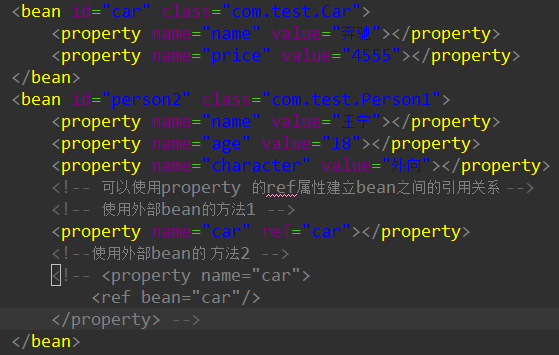 <bean id="car" class="com.test.Car">
<property name="name" value="奔驰"></property>
<property name="price" value="4555"></property>
</bean>
<bean id="person2" class="com.test.Person1">
<property name="name" value="王宇"></property>
<property name="age" value="18"></property>
<property name="character" value="外向"></property>
<!-- 可以使用property 的ref属性建立bean之间的引用关系 -->
<!-- 使用外部bean的方法1 -->
<property name="car" ref="car"></property>
<!--使用外部bean的 方法2 -->
<!-- <property name="car">
<ref bean="car"/>
</property> -->
</bean>